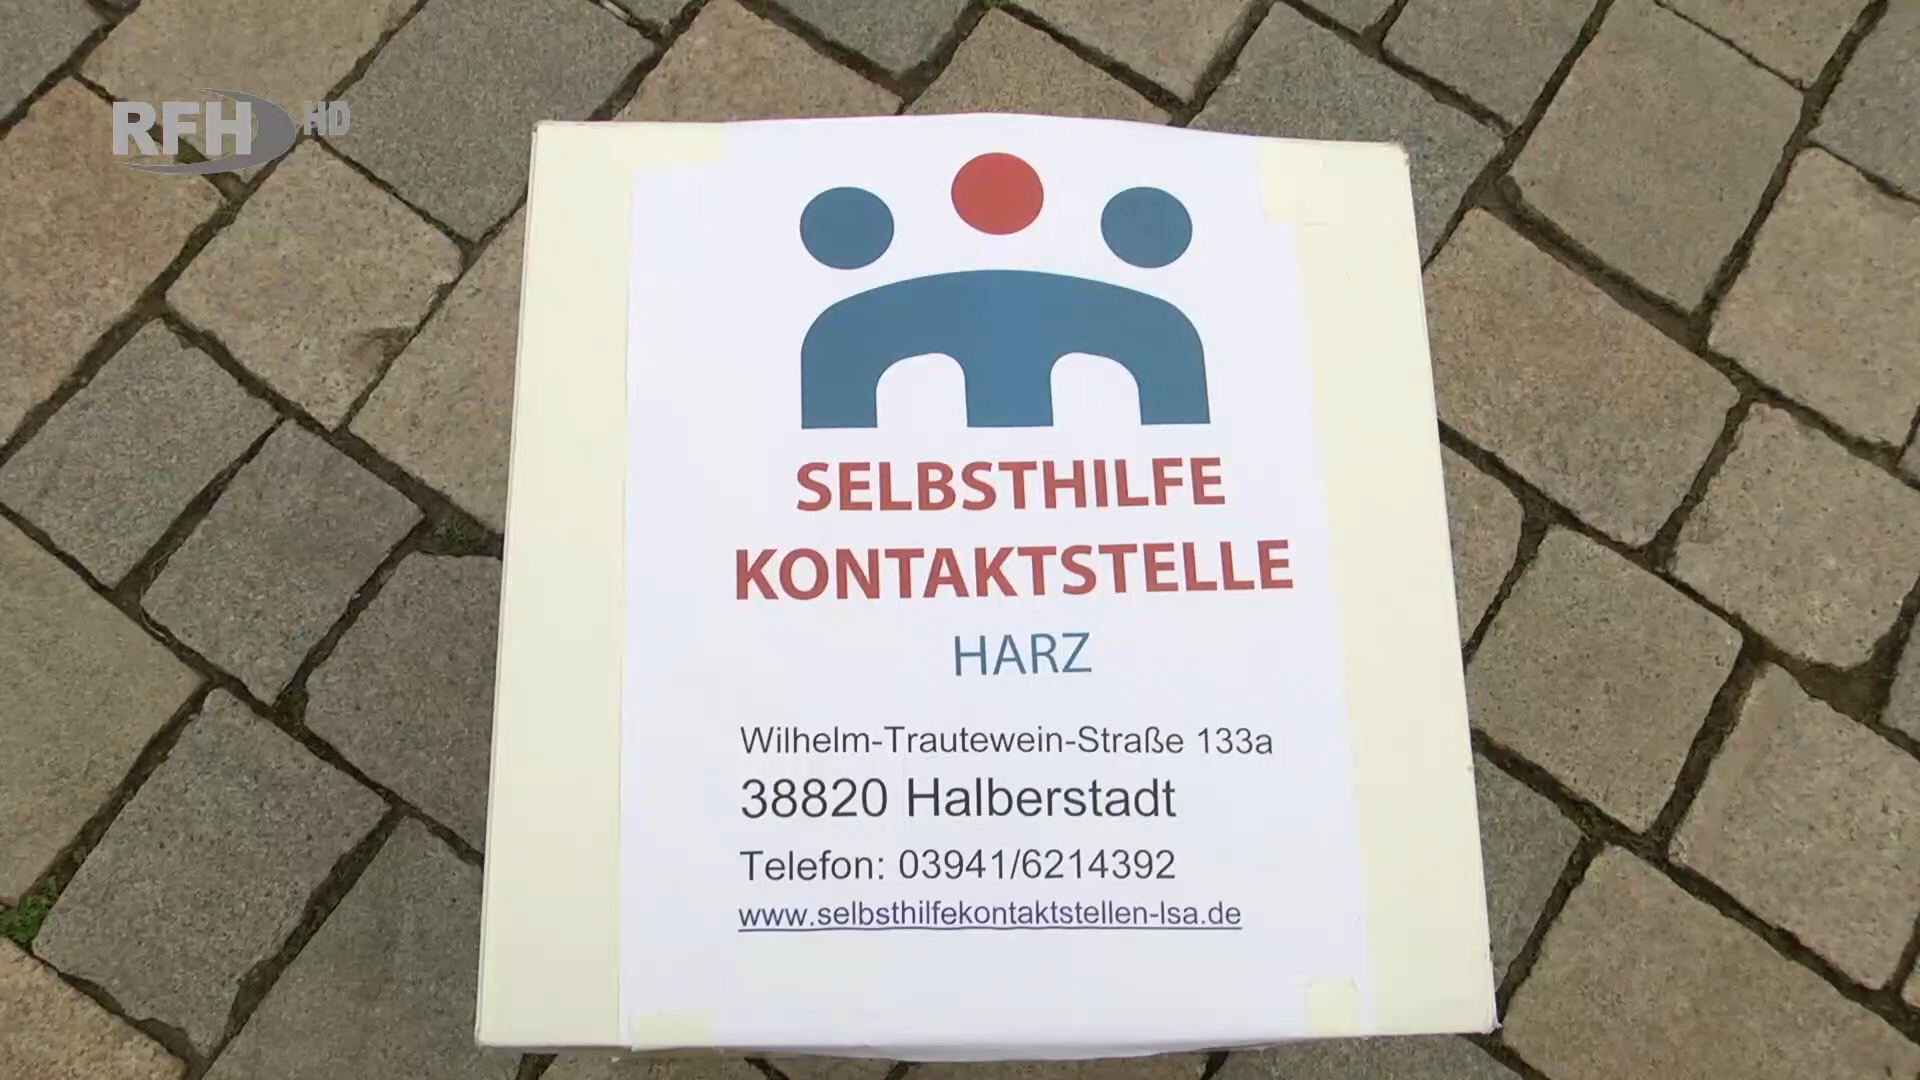 RFH HD
SELBSTHILFE
KONTAKTSTELLE
HARZ
Wilhelm-Trautewein-Straße 133a
38820 Halberstadt
Telefon: 03941/6214392
www.selbsthilfekontaktstellen-lsa.de